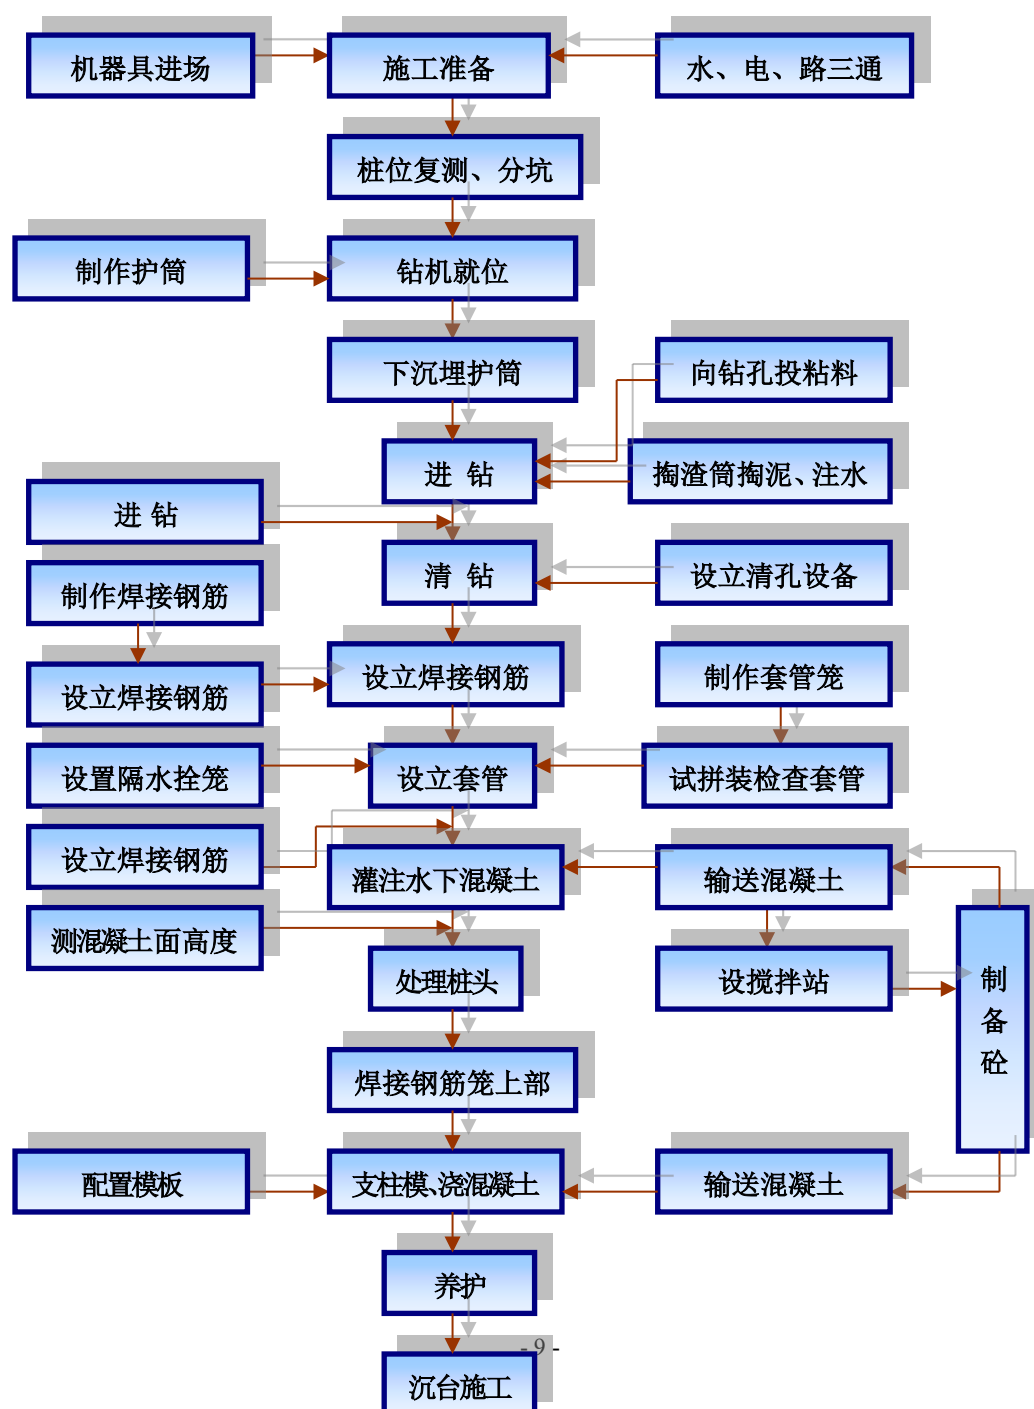 机器具进场
施工准备
水、电、路三通
桩位复测、分坑
制作护筒
钻机就位
下沉埋护筒
向钻孔投粘料
进 钻
掏渣筒掏泥、注水
进 钻
清 钻
设立清孔设备
制作焊接钢筋
设立焊接钢筋
设立焊接钢筋
制作套管笼
设置隔水拴笼
设立套管
试拼装检查套管
设立焊接钢筋
灌注水下混凝土
输送混凝土
测混凝土面高度
处理桩头
设搅拌站
制
备
砼
焊接钢筋笼上部
配置模板
支柱模、浇混凝土
输送混凝土
养护
- 9 -
沉台施工